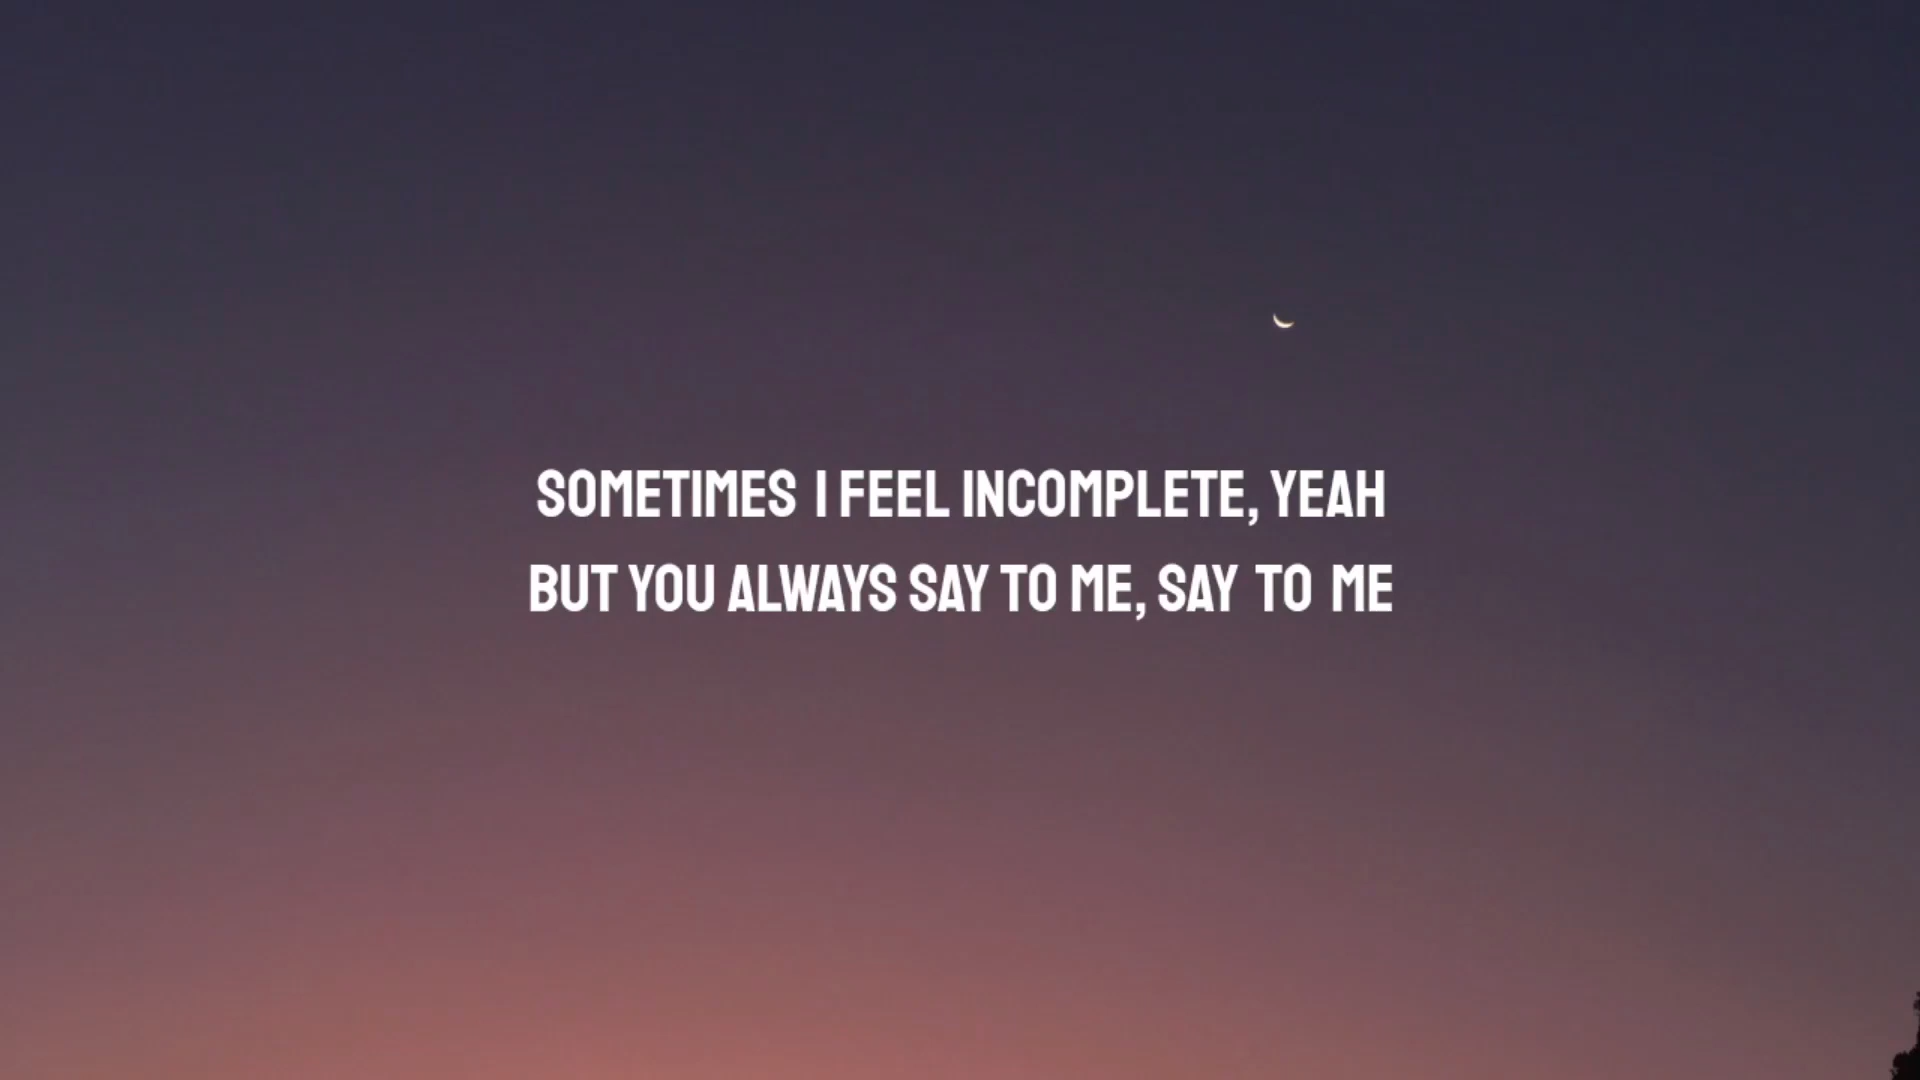 SOMETIMES I FEEL INCOMPLETE, YEAH
BUT YOU ALWAYS SAY TO ME, SAY TO ME